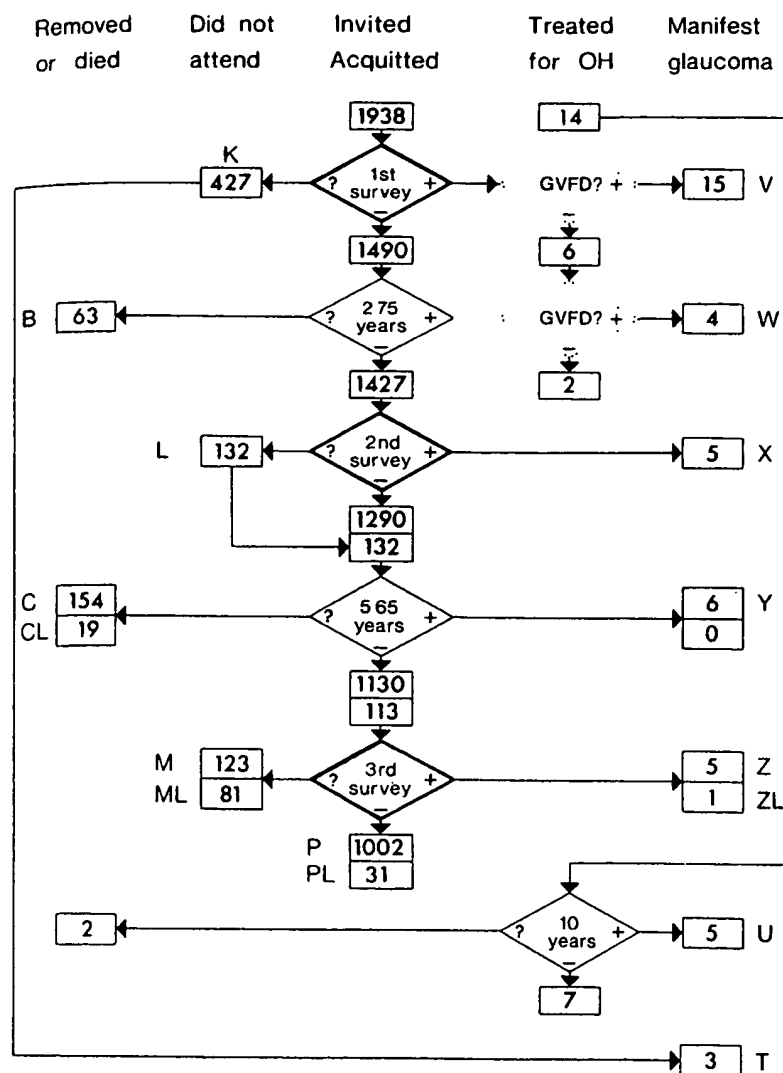 Removed or died
Did not attend
Invited Acquitted
Treated for OH
Manifest glaucoma
1938
14
K
427
? 1st survey + −
GVFD? + −
15 V
1490
6
B 63
? 2 75 years + −
GVFD? + −
4 W
1427
2
L 132
? 2nd survey + −
5 X
1290
132
C 154
CL 19
? 5 65 years + −
6 Y
0
1130
113
M 123
ML 81
? 3rd survey + −
5 Z
1 ZL
P 1002
PL 31
2
? 10 years + −
5 U
7
3 T